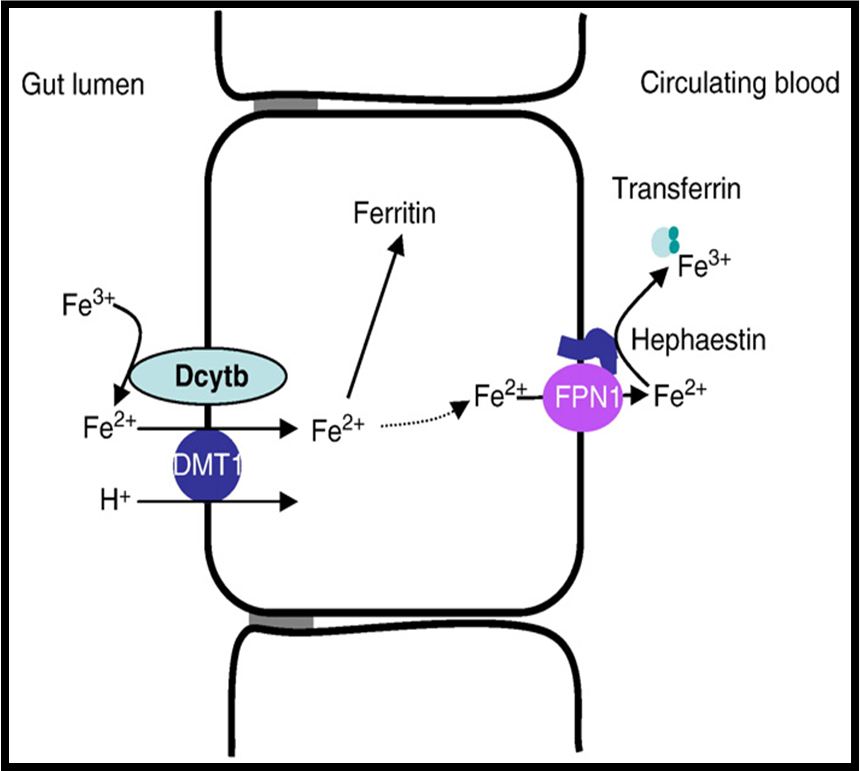 Gut lumen
Circulating blood
Transferrin
Ferritin
Fe³⁺
Fe³⁺
Hephaestin
Dcytb
Fe²⁺
FPN1
Fe²⁺
Fe²⁺
Fe²⁺
DMT1
H⁺